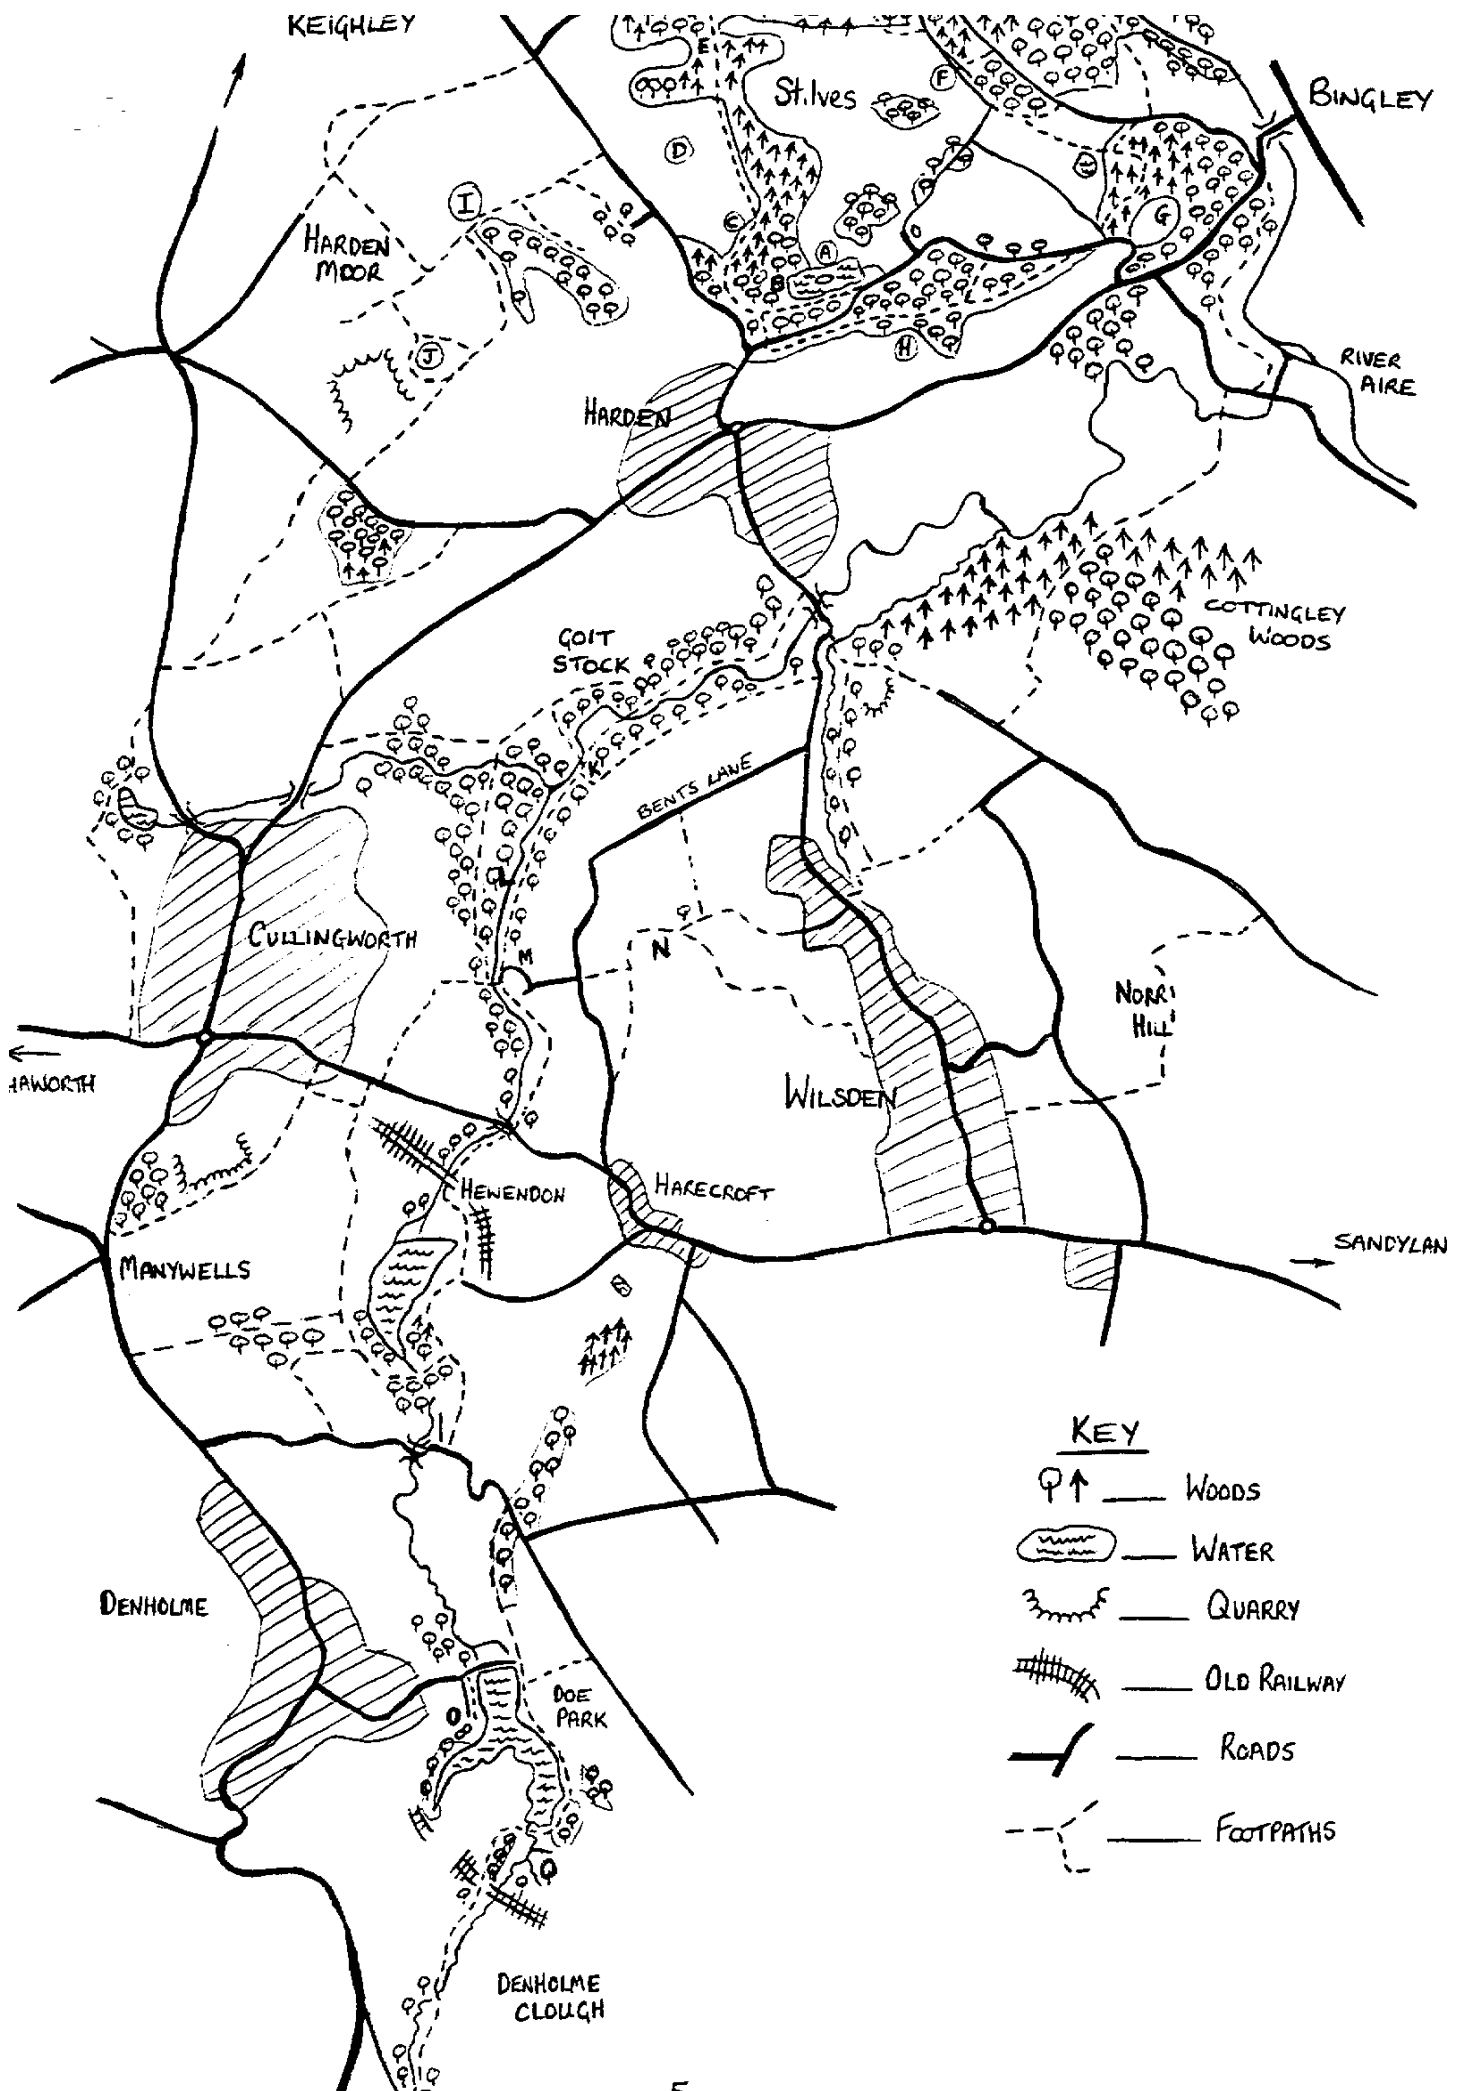 KEIGHLEY
E
St. Ives
F
BINGLEY
D
I
G
HARDEN
MOOR
C
A
B
L
H
J
RIVER
AIRE
HARDEN
COTTINGLEY
WOODS
GOIT
STOCK
K
BENTS LANE
L
CULLINGWORTH
M
N
NORR
HILL
HAWORTH
WILSDEN
HEWENDON
HARECROFT
MANYWELLS
SANDYLAN
KEY
WOODS
WATER
QUARRY
OLD RAILWAY
ROADS
FOOTPATHS
DENHOLME
DOE
PARK
O
Q
DENHOLME
CLOUGH